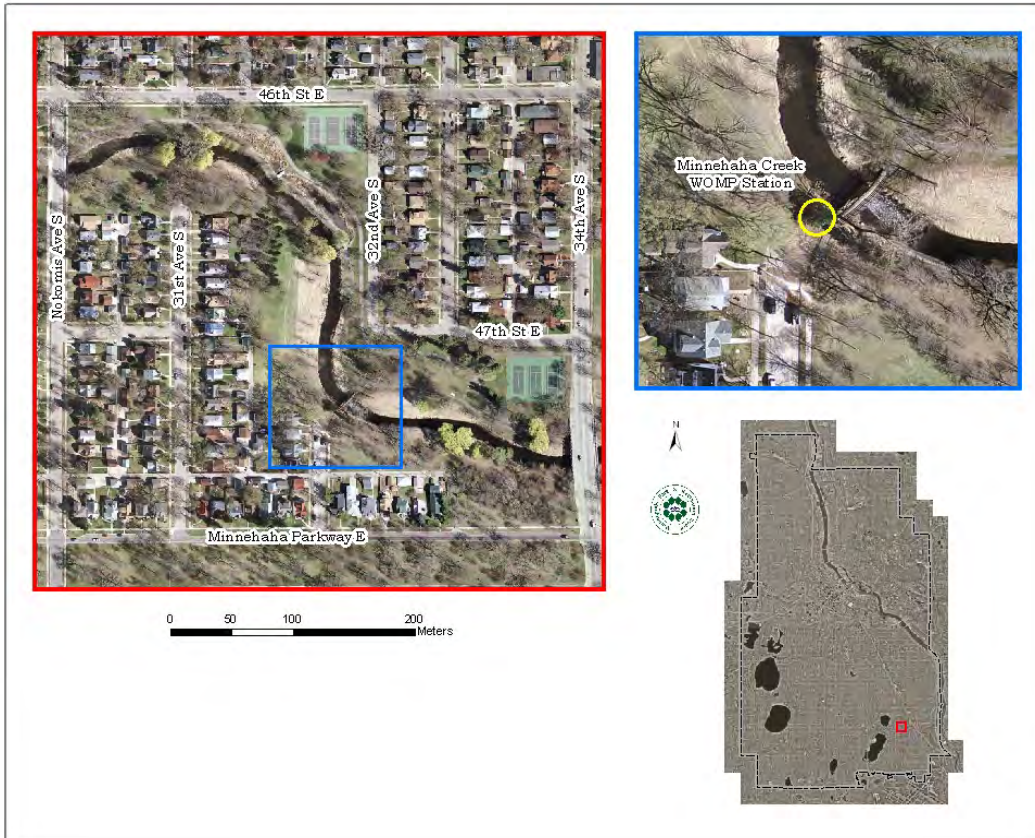 46th St E
Nokomis Ave S
31st Ave S
32nd Ave S
34th Ave S
47th St E
Minnehaha Parkway E
Minnehaha Creek
WOMP Station
N
0 50 100 200
Meters